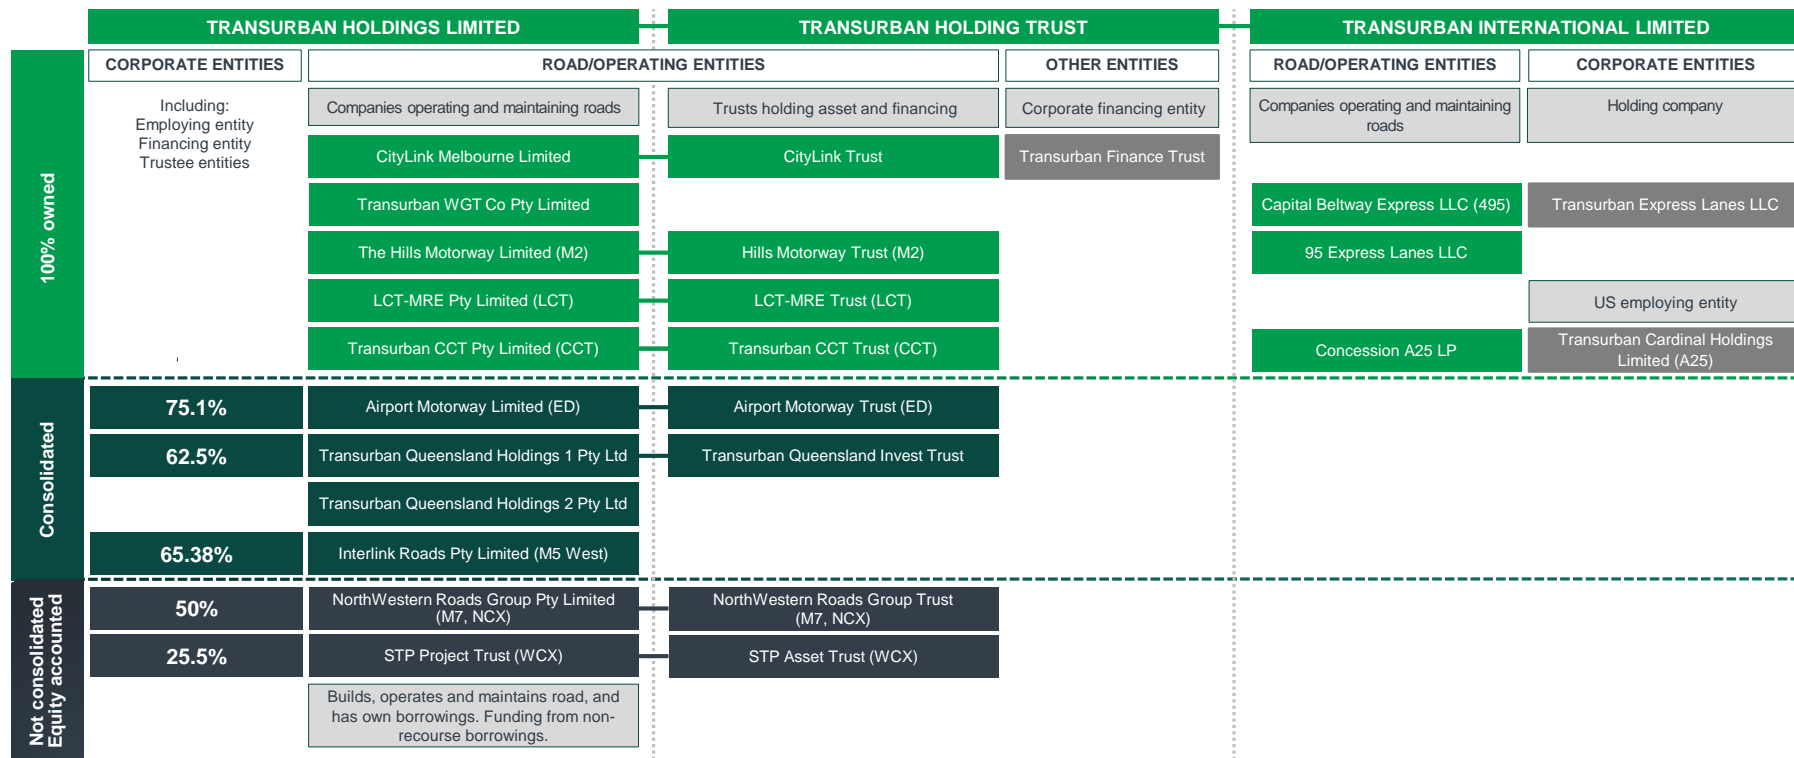 TRANSURBAN HOLDINGS LIMITED
TRANSURBAN HOLDING TRUST
TRANSURBAN INTERNATIONAL LIMITED
CORPORATE ENTITIES
ROAD/OPERATING ENTITIES
OTHER ENTITIES
ROAD/OPERATING ENTITIES
CORPORATE ENTITIES
100% owned
Including:
Employing entity
Financing entity
Trustee entities
Companies operating and maintaining roads
Trusts holding asset and financing
Corporate financing entity
Companies operating and maintaining
roads
Holding company
CityLink Melbourne Limited
CityLink Trust
Transurban Finance Trust
Transurban WGT Co Pty Limited
Capital Beltway Express LLC (495)
Transurban Express Lanes LLC
The Hills Motorway Limited (M2)
Hills Motorway Trust (M2)
95 Express Lanes LLC
LCT-MRE Pty Limited (LCT)
LCT-MRE Trust (LCT)
US employing entity
Transurban CCT Pty Limited (CCT)
Transurban CCT Trust (CCT)
Concession A25 LP
Transurban Cardinal Holdings
Limited (A25)
Consolidated
75.1%
Airport Motorway Limited (ED)
Airport Motorway Trust (ED)
62.5%
Transurban Queensland Holdings 1 Pty Ltd
Transurban Queensland Invest Trust
Transurban Queensland Holdings 2 Pty Ltd
65.38%
Interlink Roads Pty Limited (M5 West)
Not consolidated
Equity accounted
50%
NorthWestern Roads Group Pty Limited
(M7, NCX)
NorthWestern Roads Group Trust
(M7, NCX)
25.5%
STP Project Trust (WCX)
STP Asset Trust (WCX)
Builds, operates and maintains road, and
has own borrowings. Funding from non-
recourse borrowings.